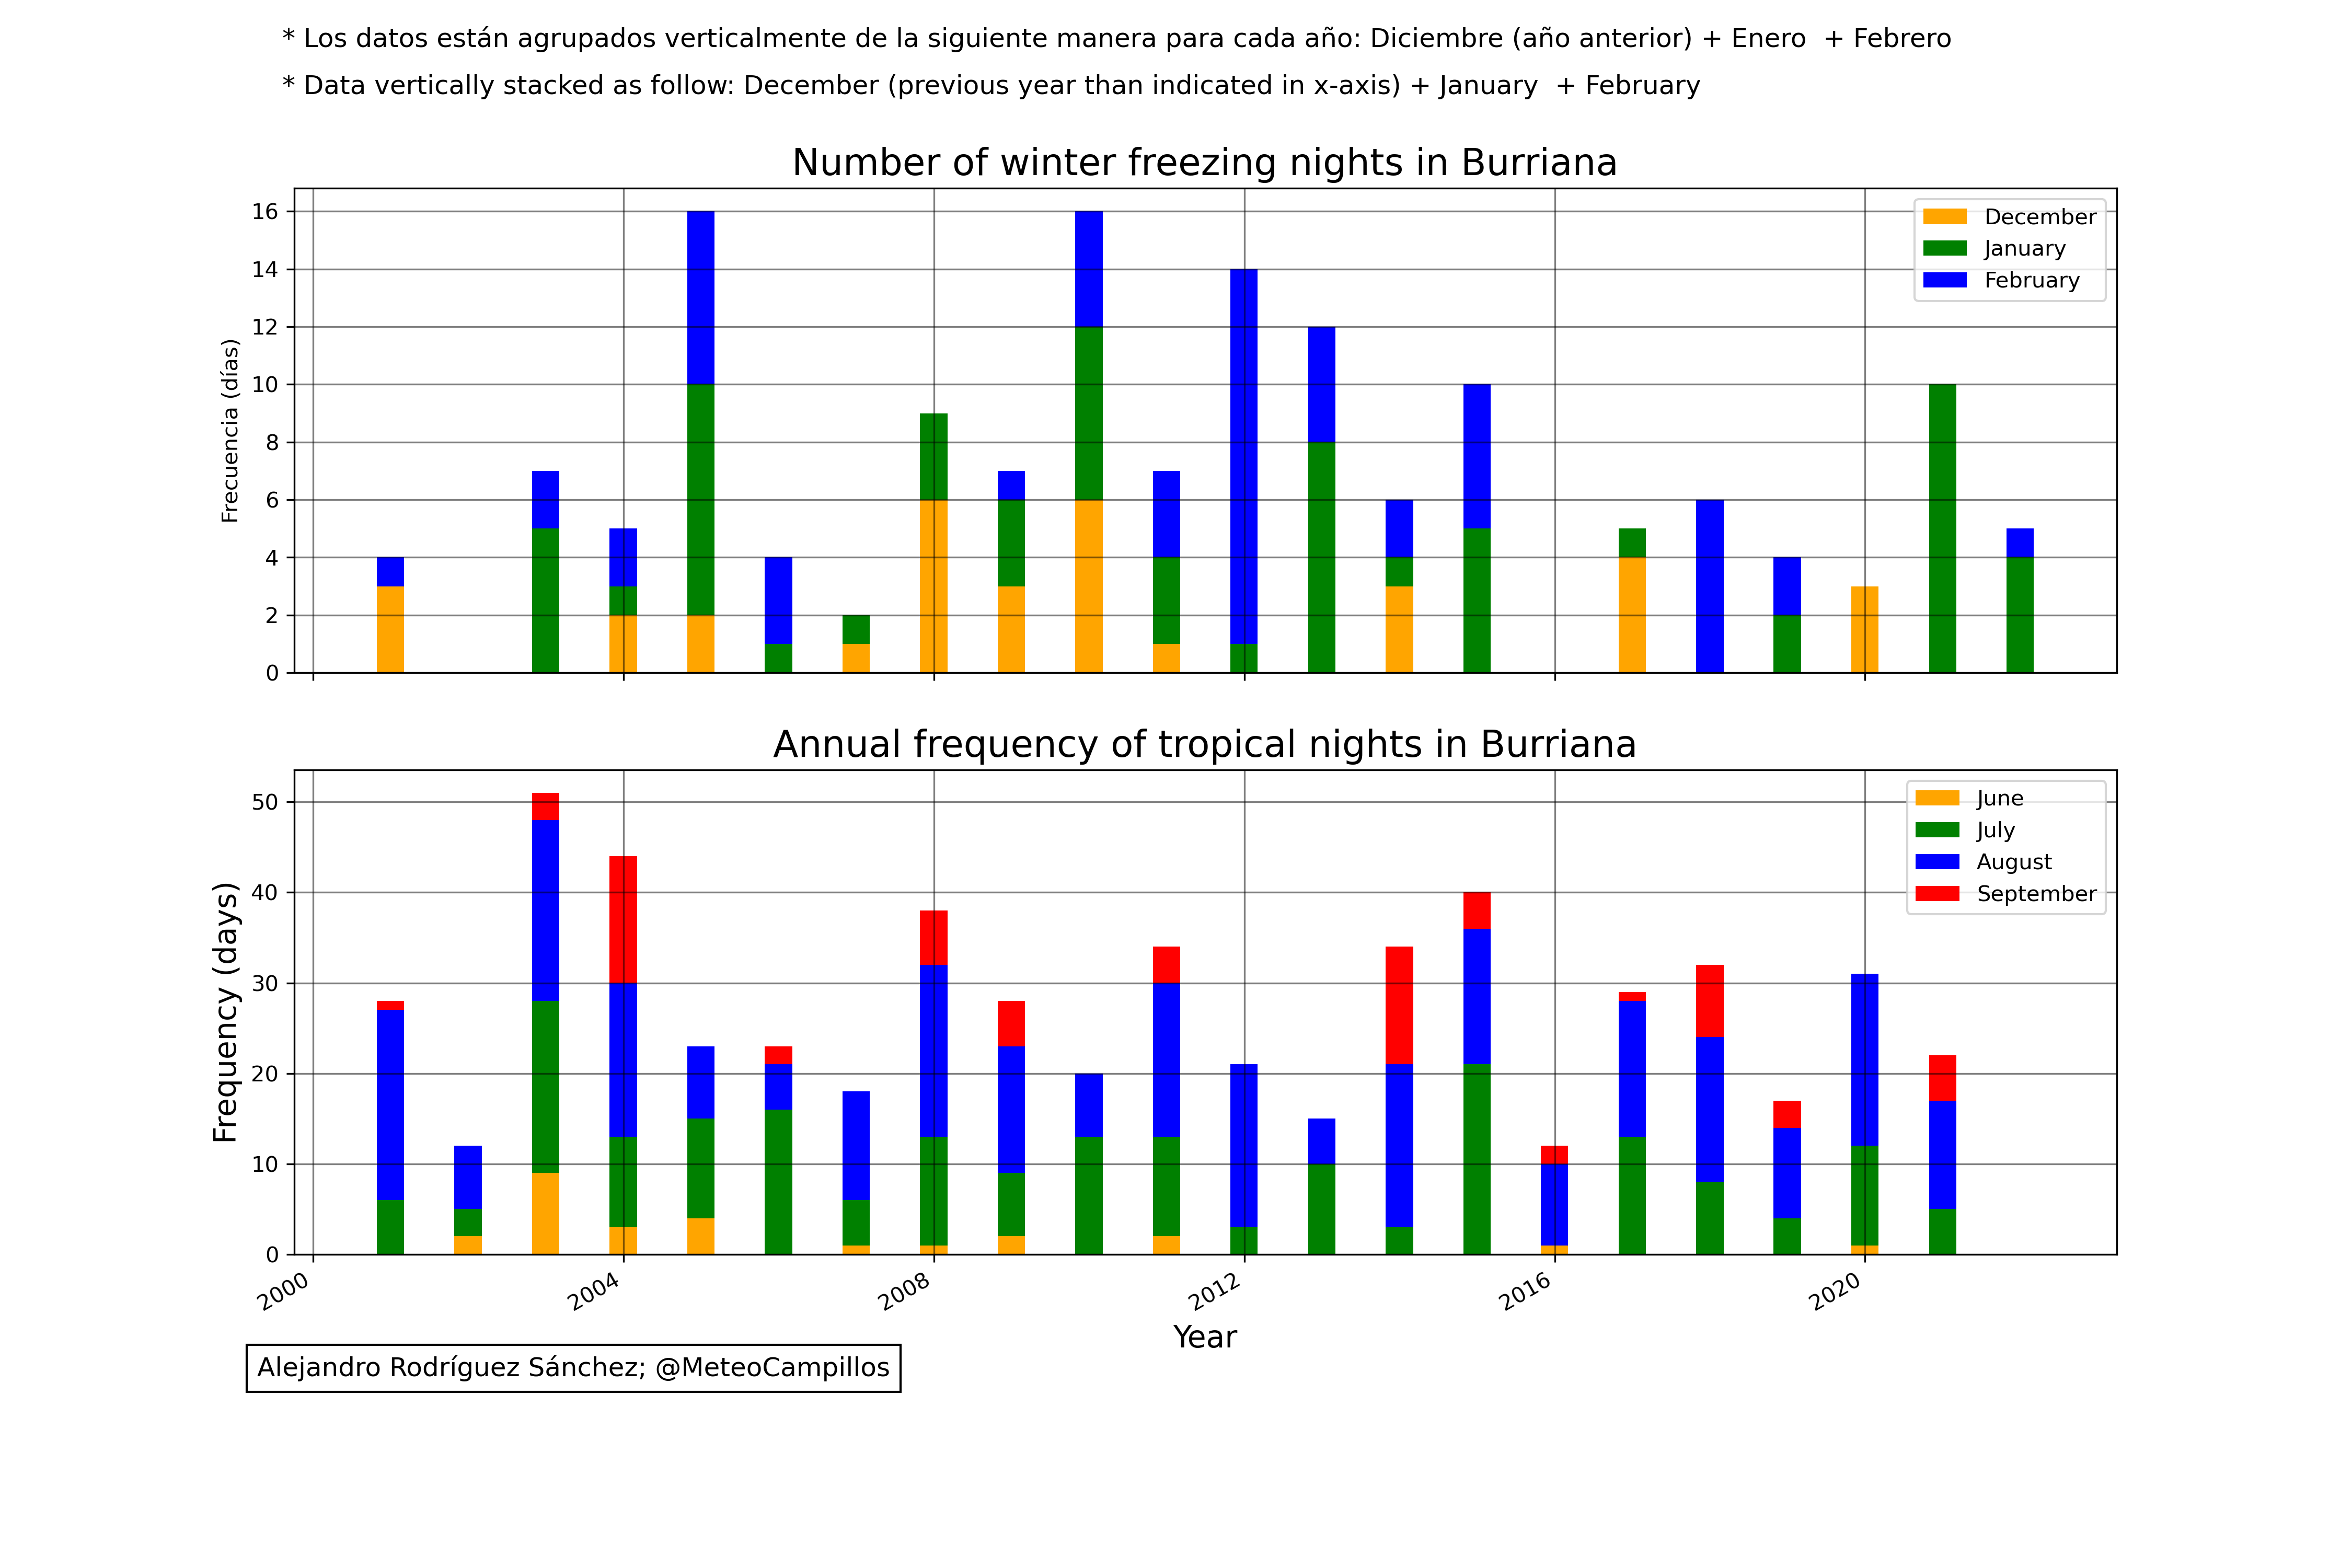 * Los datos están agrupados verticalmente de la siguiente manera para cada año: Diciembre (año anterior) + Enero  + Febrero
* Data vertically stacked as follow: December (previous year than indicated in x-axis) + January  + February
Number of winter freezing nights in Burriana
Frecuencia (días)
16
14
12
10
8
6
4
2
0
December
January
February
Annual frequency of tropical nights in Burriana
Frequency (days)
50
40
30
20
10
0
June
July
August
September
2000
2004
2008
2012
2016
2020
Year
Alejandro Rodríguez Sánchez; @MeteoCampillos